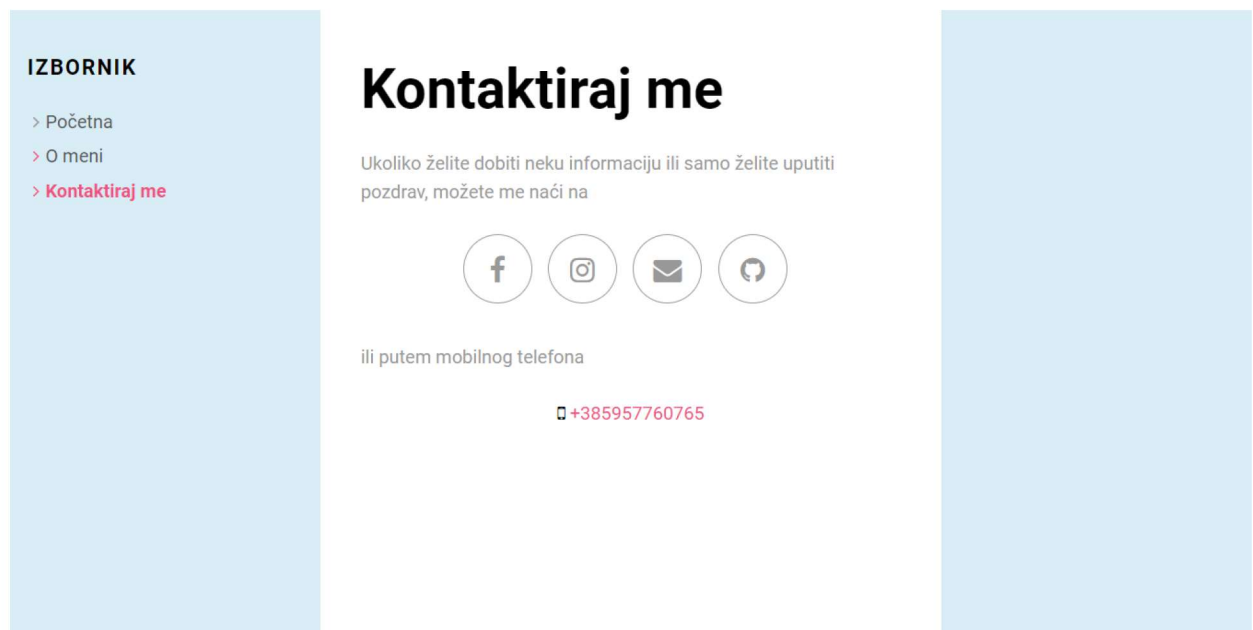 IZBORNIK
Početna
O meni
Kontaktiraj me
Kontaktiraj me
Ukoliko želite dobiti neku informaciju ili samo želite uputiti
pozdrav, možete me naći na
ili putem mobilnog telefona
+385957760765